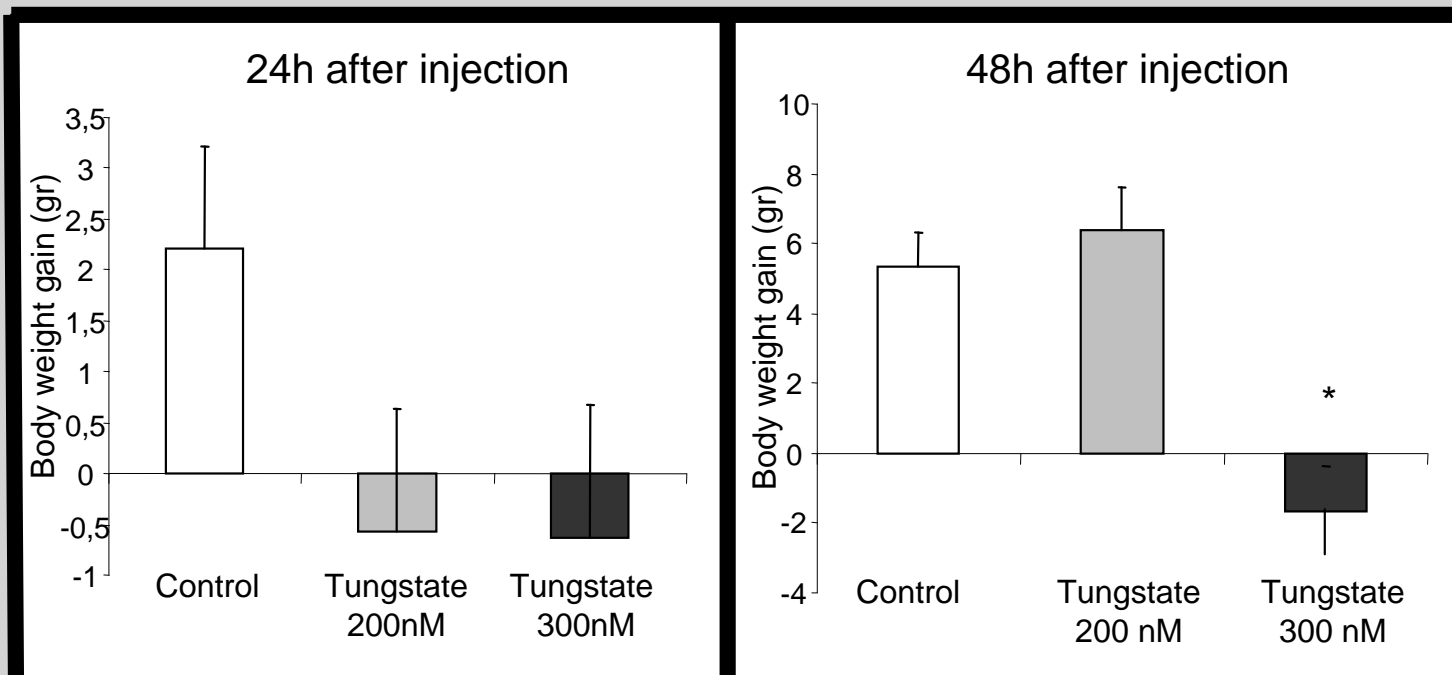 24h after injection
Body weight gain (gr)
3,5
3
2,5
2
1,5
1
0,5
0
-0,5
-1
Control
Tungstate
200nM
Tungstate
300nM
48h after injection
Body weight gain (gr)
10
8
6
4
2
0
-2
-4
*
Control
Tungstate
200 nM
Tungstate
300 nM